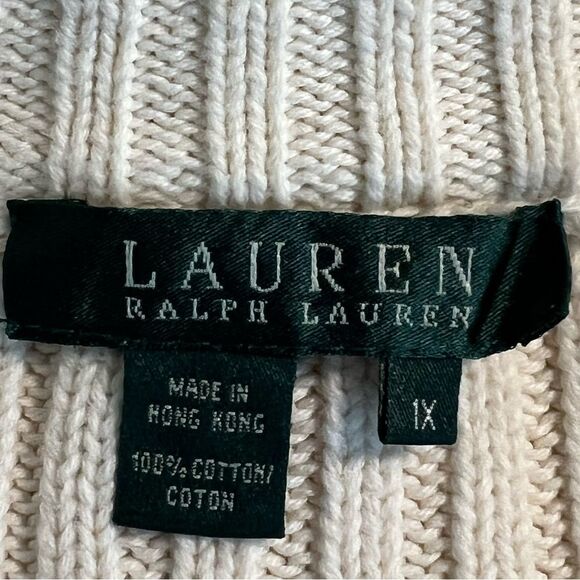 LAUREN
RALPH LAUREN
MADE IN
HONG KONG
100% COTTON/
COTON
1X